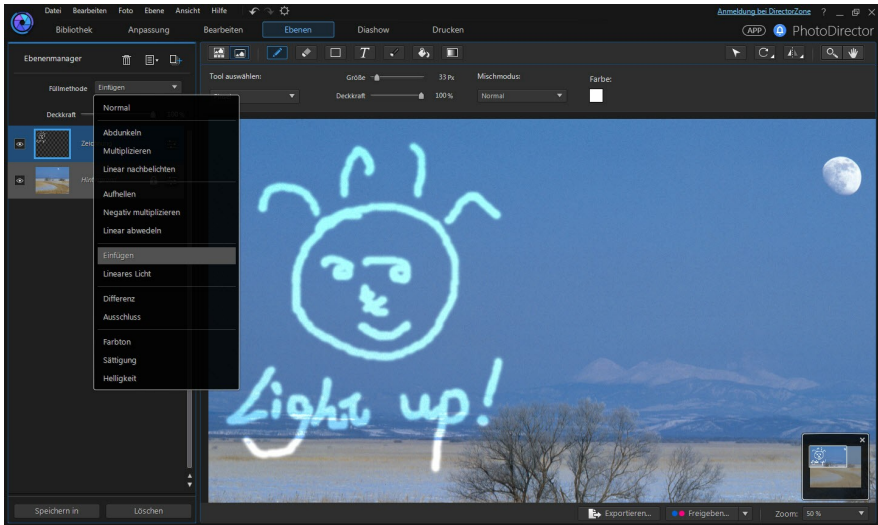 Datei Bearbeiten Foto Ebene Ansicht Hilfe
Anmeldung bei DirectorZone ?
Bibliothek Anpassung Bearbeiten Ebenen Diashow Drucken
APP PhotoDirector
Ebenenmanager
Tool auswählen: Größe 33 Px Mischmodus: Farbe:
Füllmethode Einfügen
Deckkraft 100 % Normal
Deckkraft
Normal
Abdunkeln
Multiplizieren
Linear nachbelichten
Aufhellen
Negativ multiplizieren
Linear abwedeln
Einfügen
Lineares Licht
Differenz
Ausschluss
Farbton
Sättigung
Helligkeit
Light up!
Speichern in Löschen
Exportieren... Freigeben... Zoom: 50 %